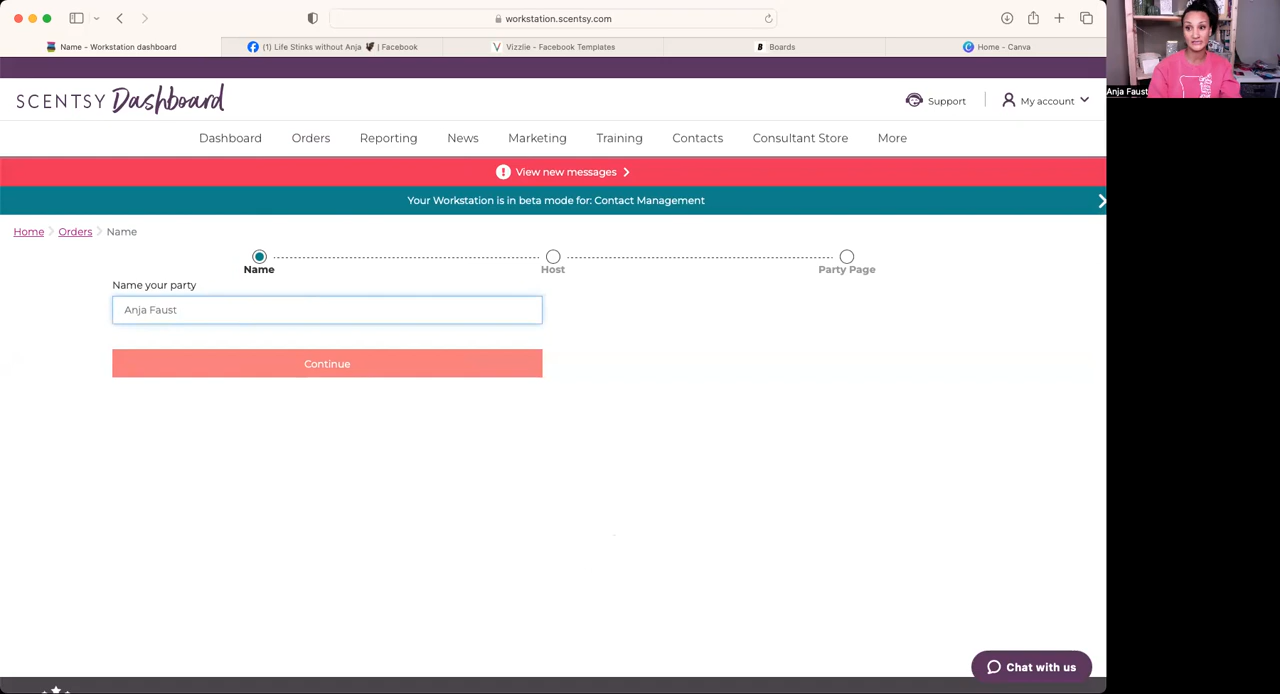 workstation.scentsy.com
Name - Workstation dashboard
(1) Life Stinks without Anja | Facebook
Vizzlie - Facebook Templates
Boards
Home - Canva
Anja Faust
SCENTSY Dashboard
Support
My account
Dashboard
Orders
Reporting
News
Marketing
Training
Contacts
Consultant Store
More
View new messages
Your Workstation is in beta mode for: Contact Management
Home > Orders > Name
Name
Host
Party Page
Name your party
Anja Faust
Continue
Chat with us